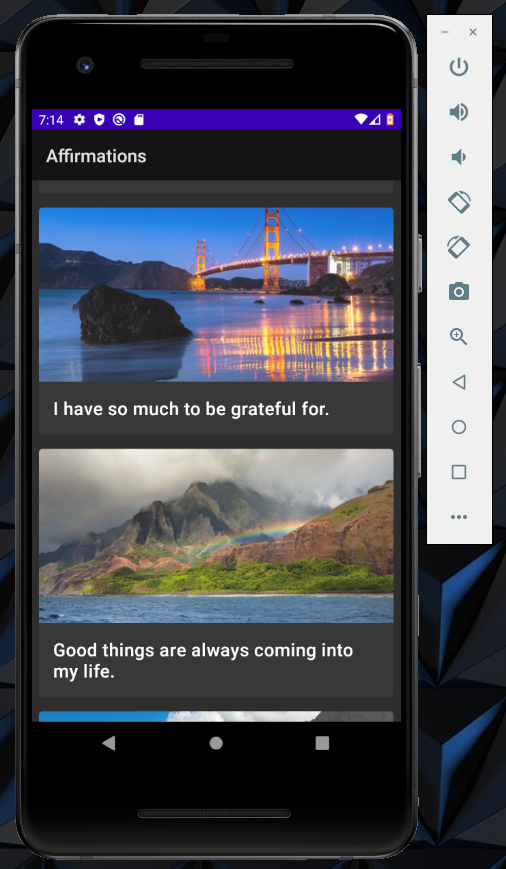 7:14
Affirmations
I have so much to be grateful for.
Good things are always coming into
my life.